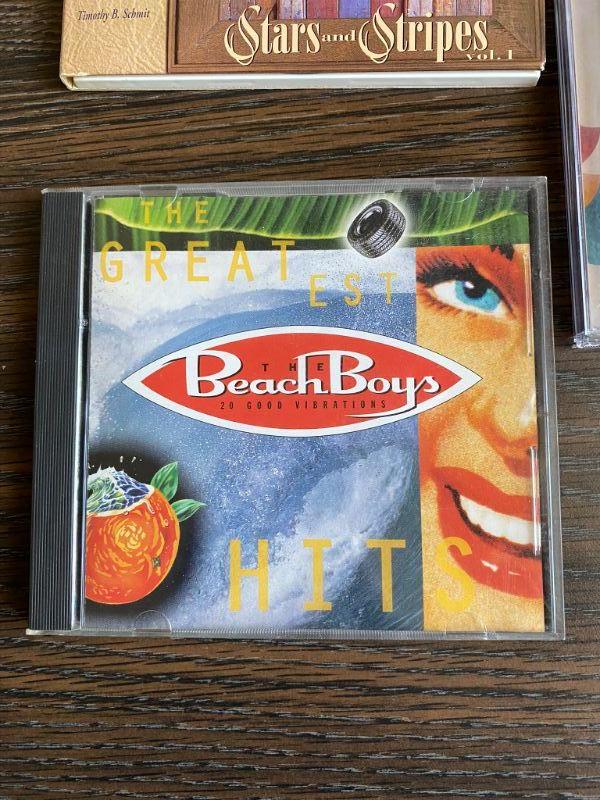 Timothy B. Schmit
Stars and Stripes
vol. 1
THE
GREAT
EST
THE
Beach Boys
20 GOOD VIBRATIONS
HITS